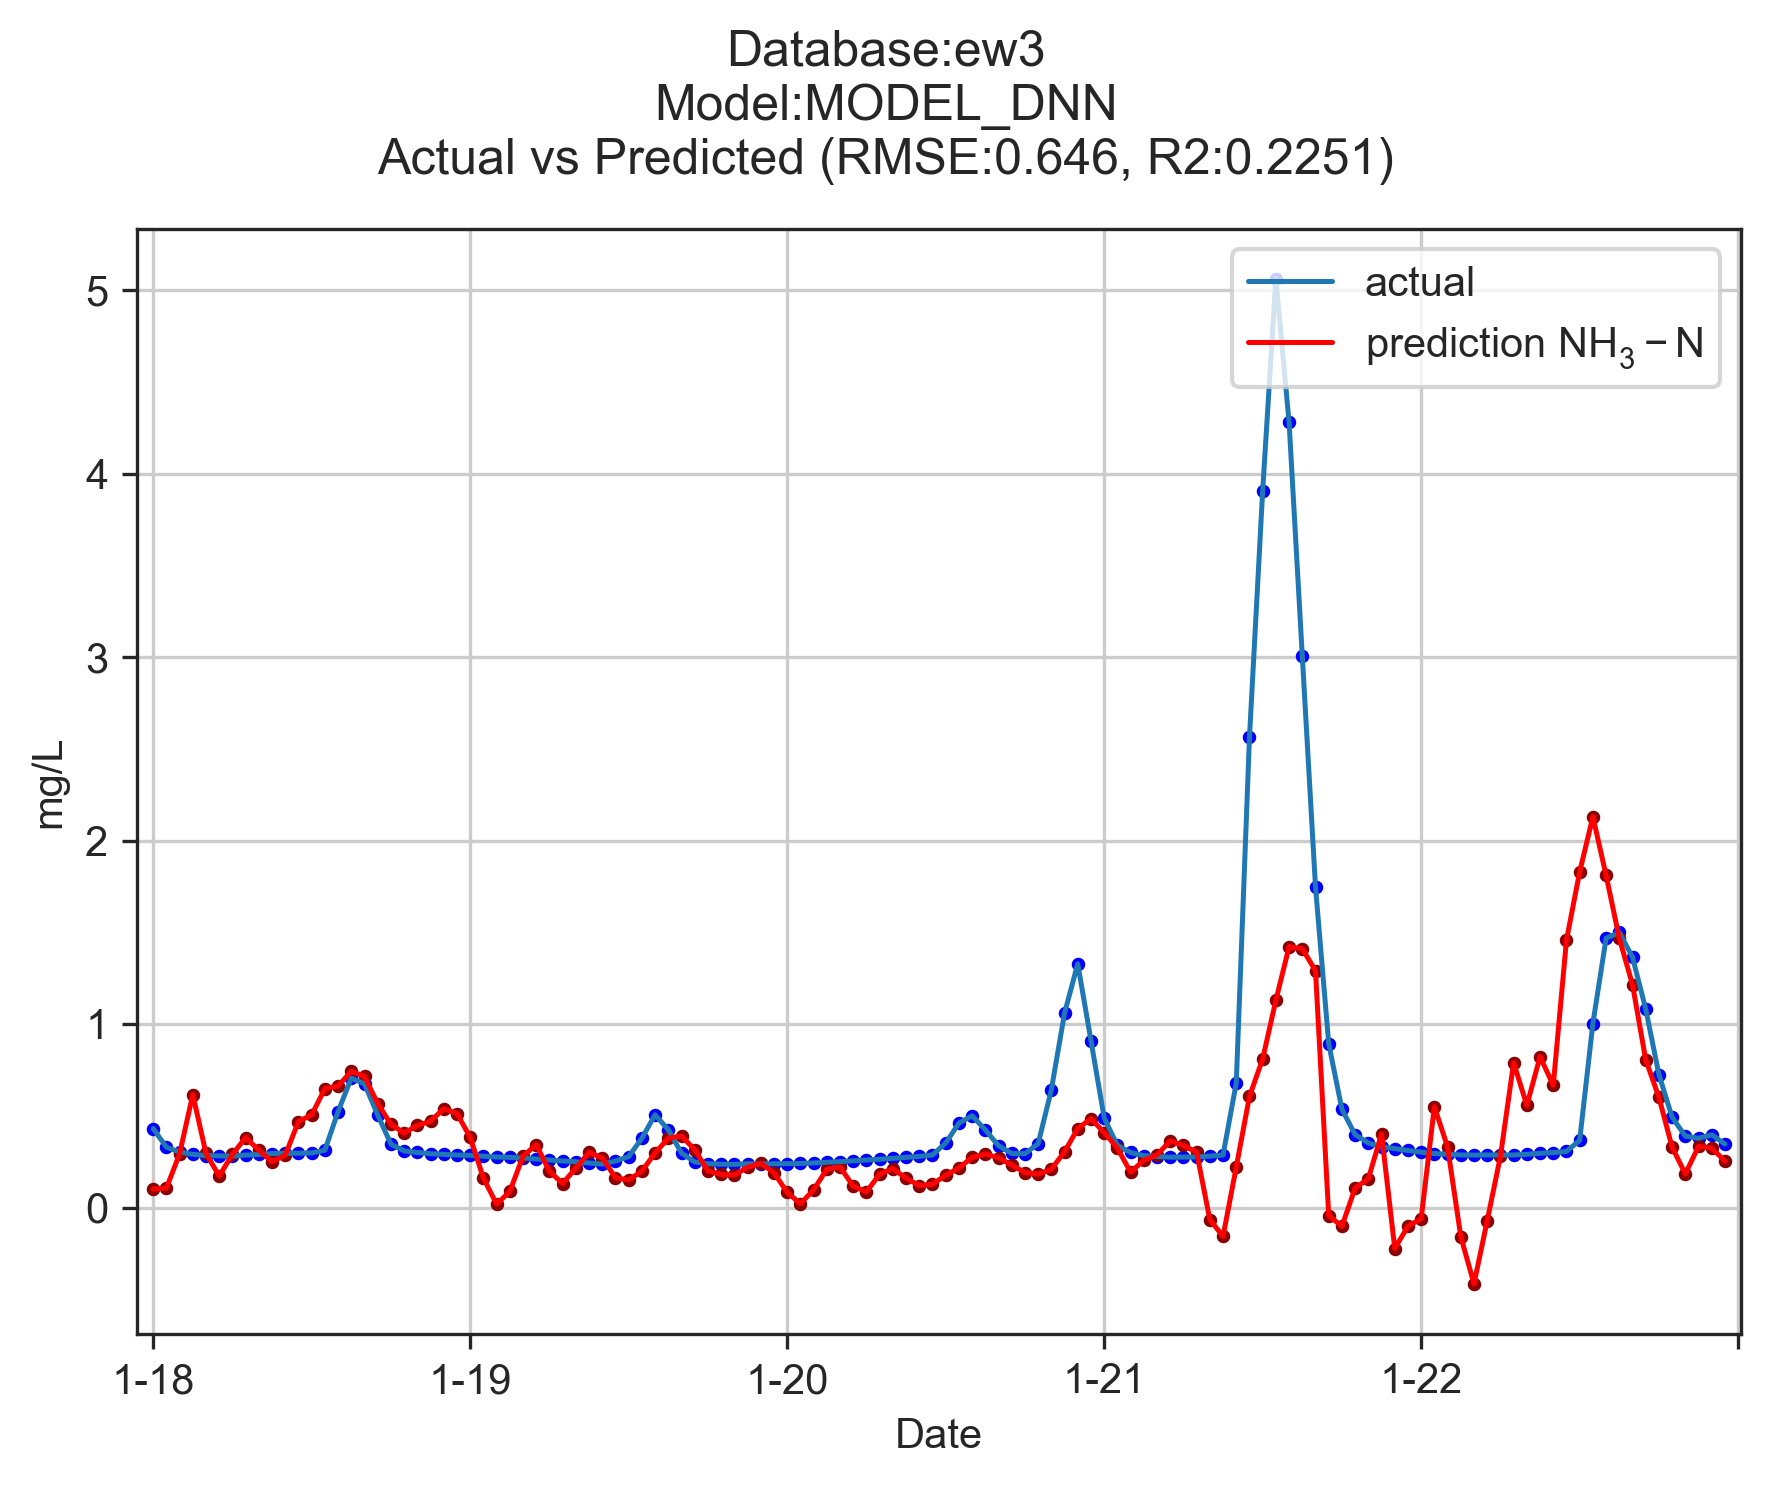 Database:ew3
Model:MODEL_DNN
Actual vs Predicted (RMSE:0.646, R2:0.2251)
actual
prediction NH₃ − N
5
4
3
2
1
0
mg/L
1-18 1-19 1-20 1-21 1-22
Date